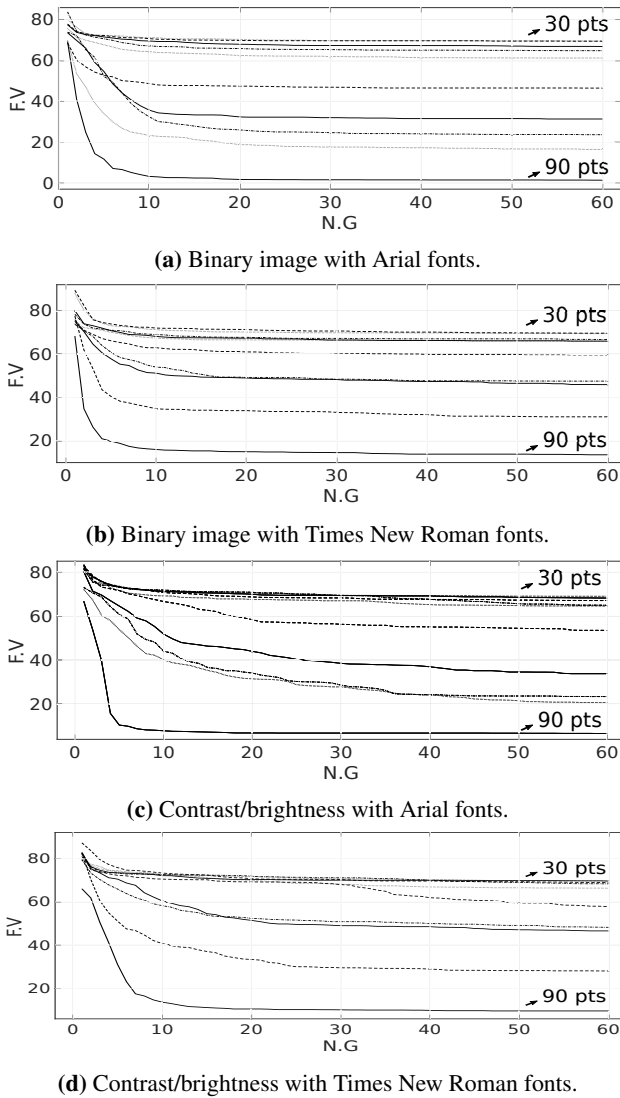 80
30 pts
60
F.V
40
20
90 pts
0
0 10 20 30 40 50 60
N.G
(a) Binary image with Arial fonts.
80
30 pts
60
F.V
40
20
90 pts
0 10 20 30 40 50 60
N.G
(b) Binary image with Times New Roman fonts.
80
30 pts
60
F.V
40
20
90 pts
0 10 20 30 40 50 60
N.G
(c) Contrast/brightness with Arial fonts.
80
30 pts
60
F.V
40
20
90 pts
0 10 20 30 40 50 60
N.G
(d) Contrast/brightness with Times New Roman fonts.